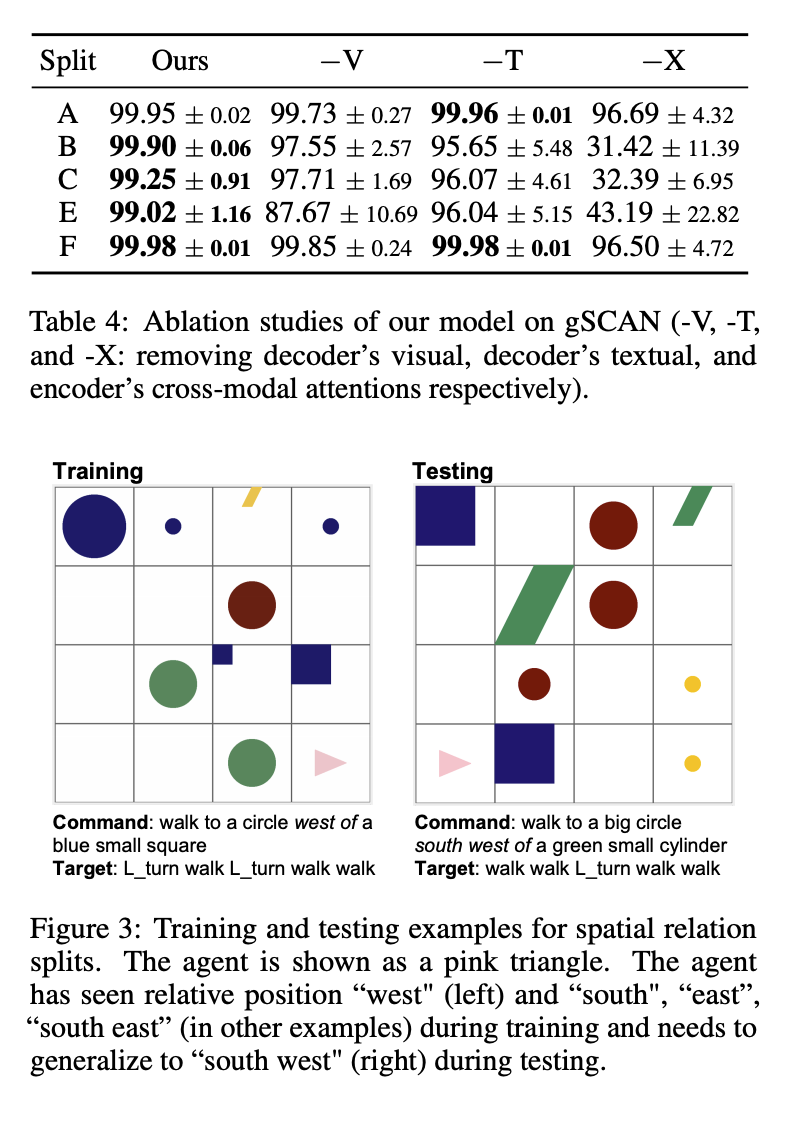 Split Ours −V −T −X
A 99.95 ± 0.02 99.73 ± 0.27 99.96 ± 0.01 96.69 ± 4.32
B 99.90 ± 0.06 97.55 ± 2.57 95.65 ± 5.48 31.42 ± 11.39
C 99.25 ± 0.91 97.71 ± 1.69 96.07 ± 4.61 32.39 ± 6.95
E 99.02 ± 1.16 87.67 ± 10.69 96.04 ± 5.15 43.19 ± 22.82
F 99.98 ± 0.01 99.85 ± 0.24 99.98 ± 0.01 96.50 ± 4.72
Table 4: Ablation studies of our model on gSCAN (-V, -T,
and -X: removing decoder's visual, decoder's textual, and
encoder's cross-modal attentions respectively).
Training
Command: walk to a circle west of a
blue small square
Target: L_turn walk L_turn walk walk
Testing
Command: walk to a big circle
south west of a green small cylinder
Target: walk walk L_turn walk walk
Figure 3: Training and testing examples for spatial relation
splits. The agent is shown as a pink triangle. The agent
has seen relative position “west" (left) and “south", “east”,
“south east” (in other examples) during training and needs to
generalize to “south west" (right) during testing.